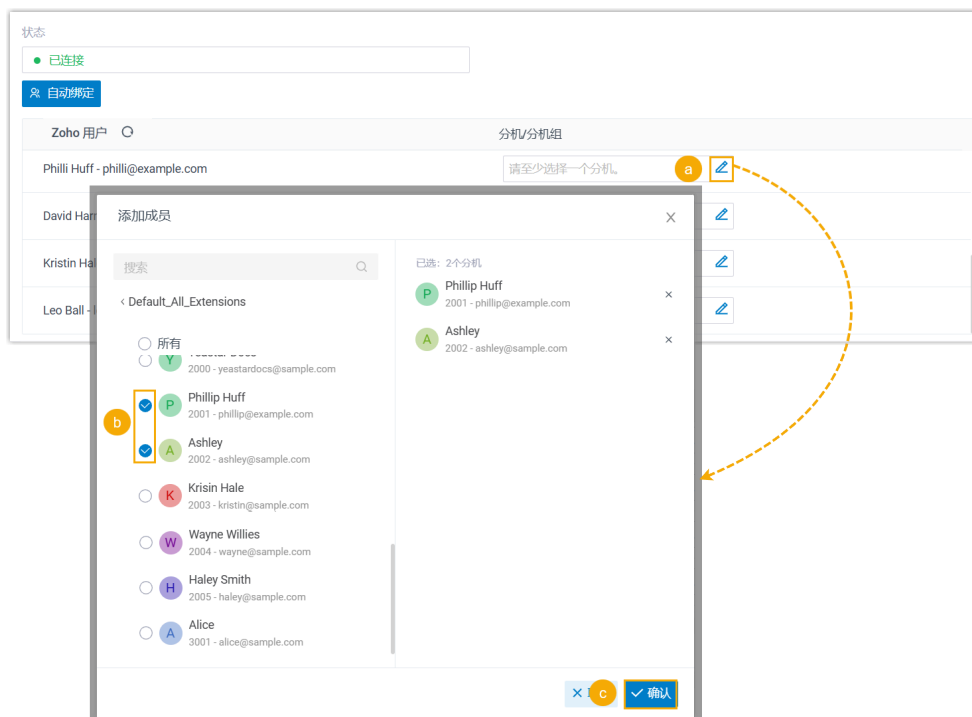 状态
已连接
自动绑定
Zoho 用户
分机/分机组
Philli Huff - philli@example.com
请至少选择一个分机。
a
David Har
Kristin Hal
Leo Ball -
添加成员
搜索
Default_All_Extensions
所有
2000 - yeastardocs@sample.com
b
Phillip Huff
P
2001 - phillip@example.com
Ashley
A
2002 - ashley@sample.com
Krisin Hale
K
2003 - kristin@sample.com
Wayne Willies
W
2004 - wayne@sample.com
Haley Smith
H
2005 - haley@sample.com
Alice
A
3001 - alice@sample.com
已选：2个分机
Phillip Huff
P
2001 - phillip@example.com
Ashley
A
2002 - ashley@sample.com
c
确认